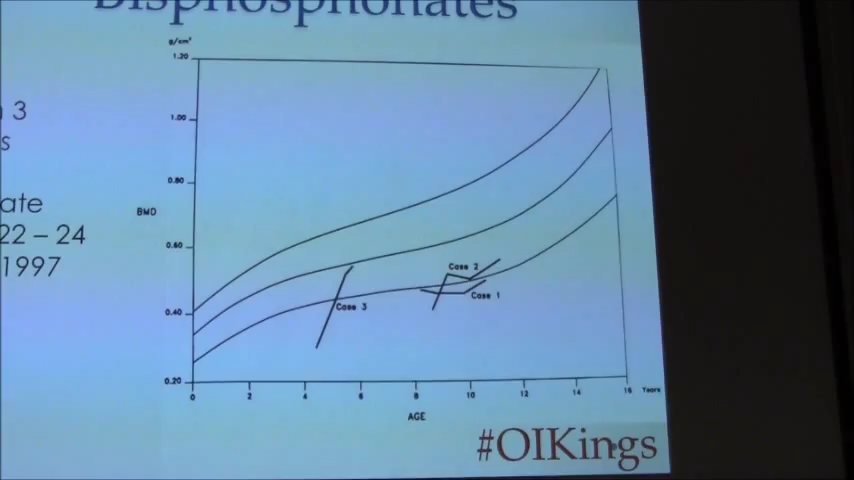 Bisphosphonates
g/cm²
1.20
1.00
0.80
BMD
0.60
0.40
0.20
Case 2
Case 1
Case 3
0 2 4 6 8 10 12 14 16 Years
AGE
3
s
ate
22 – 24
1997
#OIKings